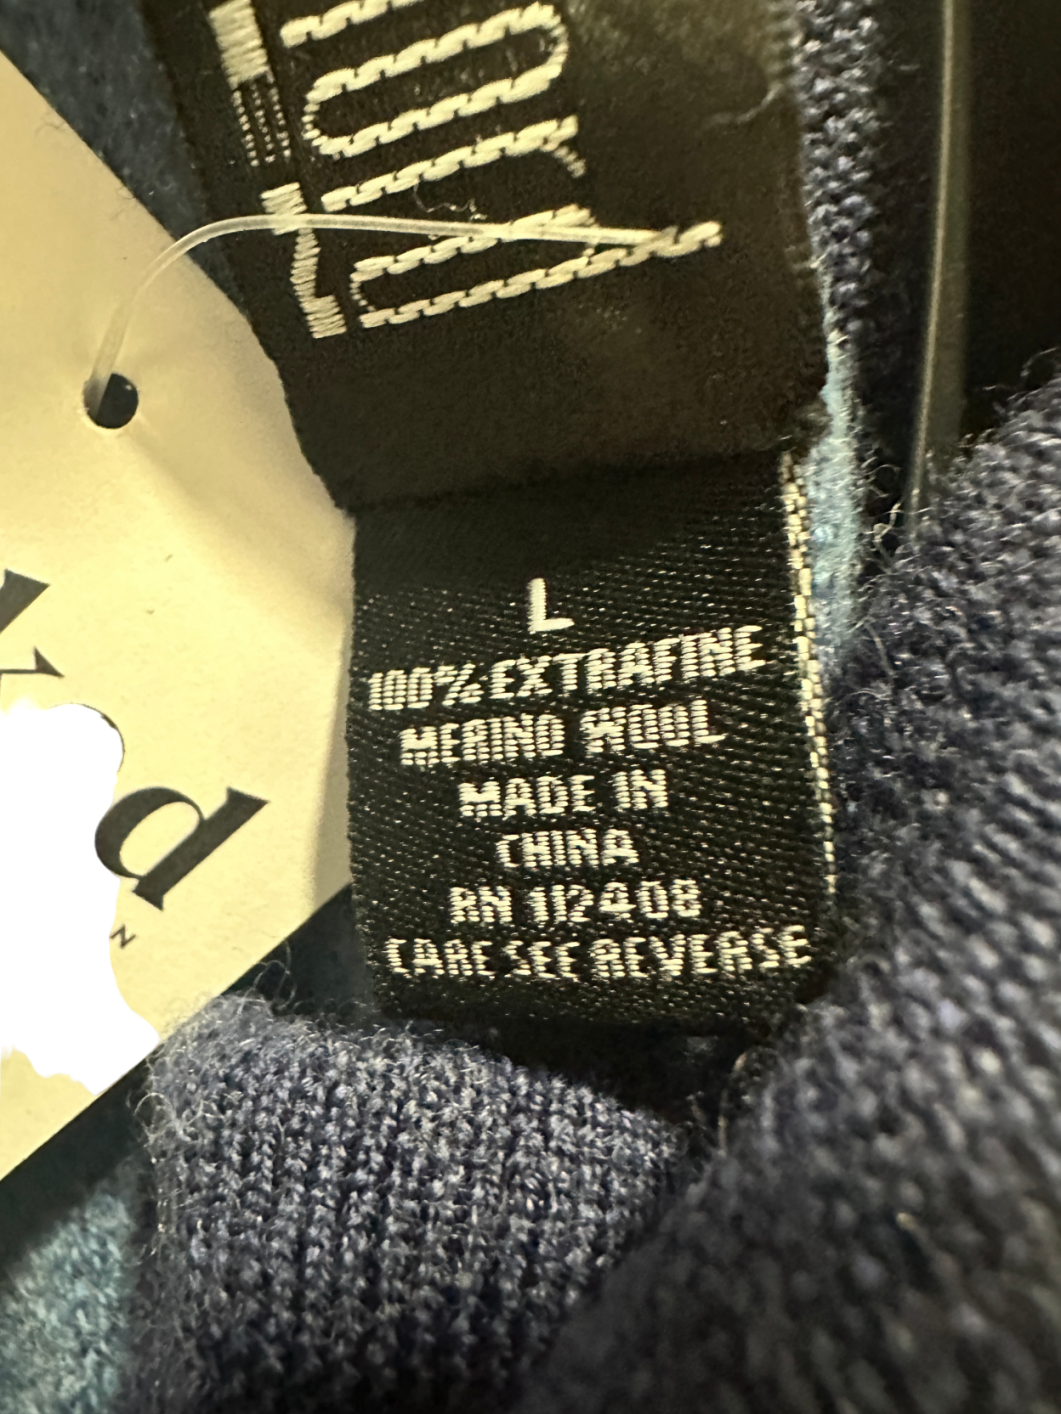 L
100% EXTRAFINE
MERINO WOOL
MADE IN
CHINA
RN 112408
CARE SEE REVERSE